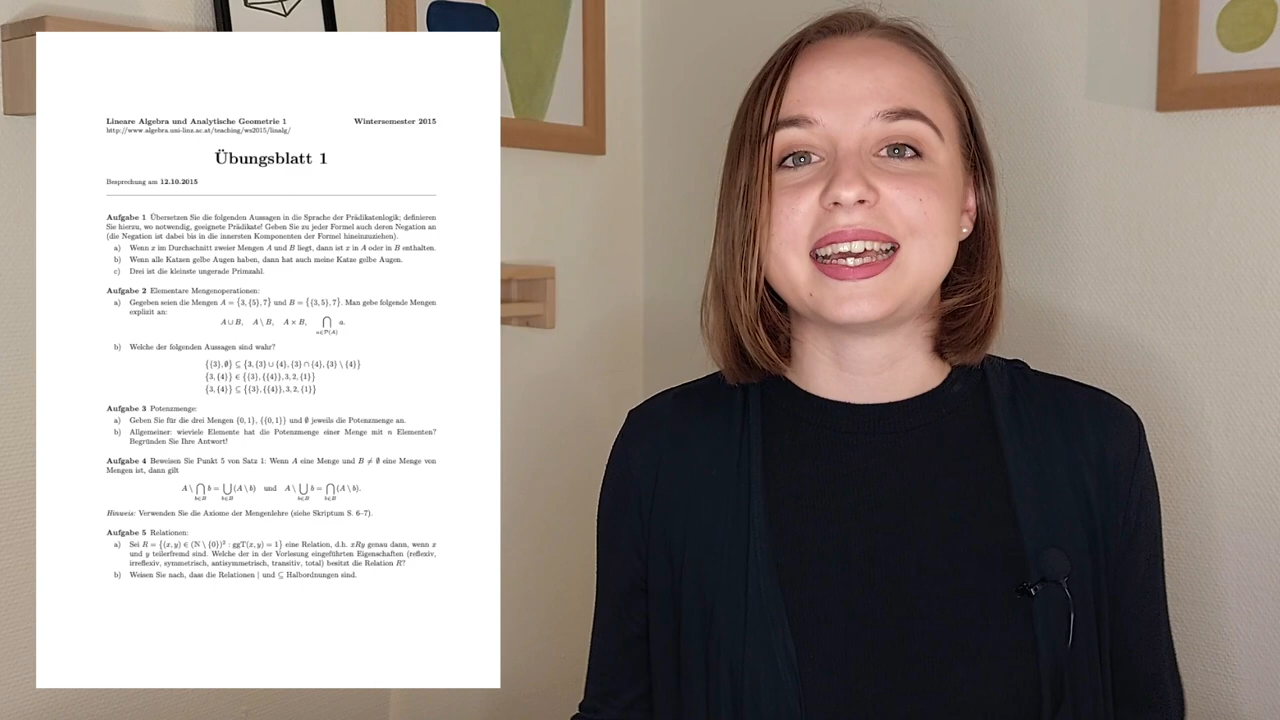 Lineare Algebra und Analytische Geometrie 1 Wintersemester 2015
http://www.algebra.uni-linz.ac.at/teaching/ws2015/linalg/
Übungsblatt 1
Besprechung am 12.10.2015
Aufgabe 1 Übersetzen Sie die folgenden Aussagen in die Sprache der Prädikatenlogik; definieren
Sie hierzu, wo notwendig, geeignete Prädikate! Geben Sie zu jeder Formel auch deren Negation an
(die Negation ist dabei bis in die innersten Komponenten der Formel hineinzuziehen).
a) Wenn x im Durchschnitt zweier Mengen A und B liegt, dann ist x in A oder in B enthalten.
b) Wenn alle Katzen gelbe Augen haben, dann hat auch meine Katze gelbe Augen.
c) Drei ist die kleinste ungerade Primzahl.
Aufgabe 2 Elementare Mengenoperationen:
a) Gegeben seien die Mengen A = {3, {5}, 7} und B = {{3, 5}, 7}. Man gebe folgende Mengen
explizit an:
A ∪ B, A \ B, A × B, ⋂ a.
a∈P(A)
b) Welche der folgenden Aussagen sind wahr?
{{3}, ∅} ⊆ {3, {3} ∪ {4}, {3} ∩ {4}, {3} \ {4}}
{3, {4}} ∈ {{3}, {{4}}, 3, 2, {1}}
{3, {4}} ⊆ {{3}, {{4}}, 3, 2, {1}}
Aufgabe 3 Potenzmenge:
a) Geben Sie für die drei Mengen {0, 1}, {{0, 1}} und ∅ jeweils die Potenzmenge an.
b) Allgemeiner: wieviele Elemente hat die Potenzmenge einer Menge mit n Elementen?
Begründen Sie Ihre Antwort!
Aufgabe 4 Beweisen Sie Punkt 5 von Satz 1: Wenn A eine Menge und B ≠ ∅ eine Menge von
Mengen ist, dann gilt
A \ ⋂ b = ⋃ (A \ b) und A \ ⋃ b = ⋂ (A \ b).
b∈B b∈B b∈B b∈B
Hinweis: Verwenden Sie die Axiome der Mengenlehre (siehe Skriptum S. 6–7).
Aufgabe 5 Relationen:
a) Sei R = {(x, y) ∈ (ℕ \ {0})² : ggT(x, y) = 1} eine Relation, d.h. xRy genau dann, wenn x
und y teilerfremd sind. Welche der in der Vorlesung eingeführten Eigenschaften (reflexiv,
irreflexiv, symmetrisch, antisymmetrisch, transitiv, total) besitzt die Relation R?
b) Weisen Sie nach, dass die Relationen | und ⊆ Halbordnungen sind.